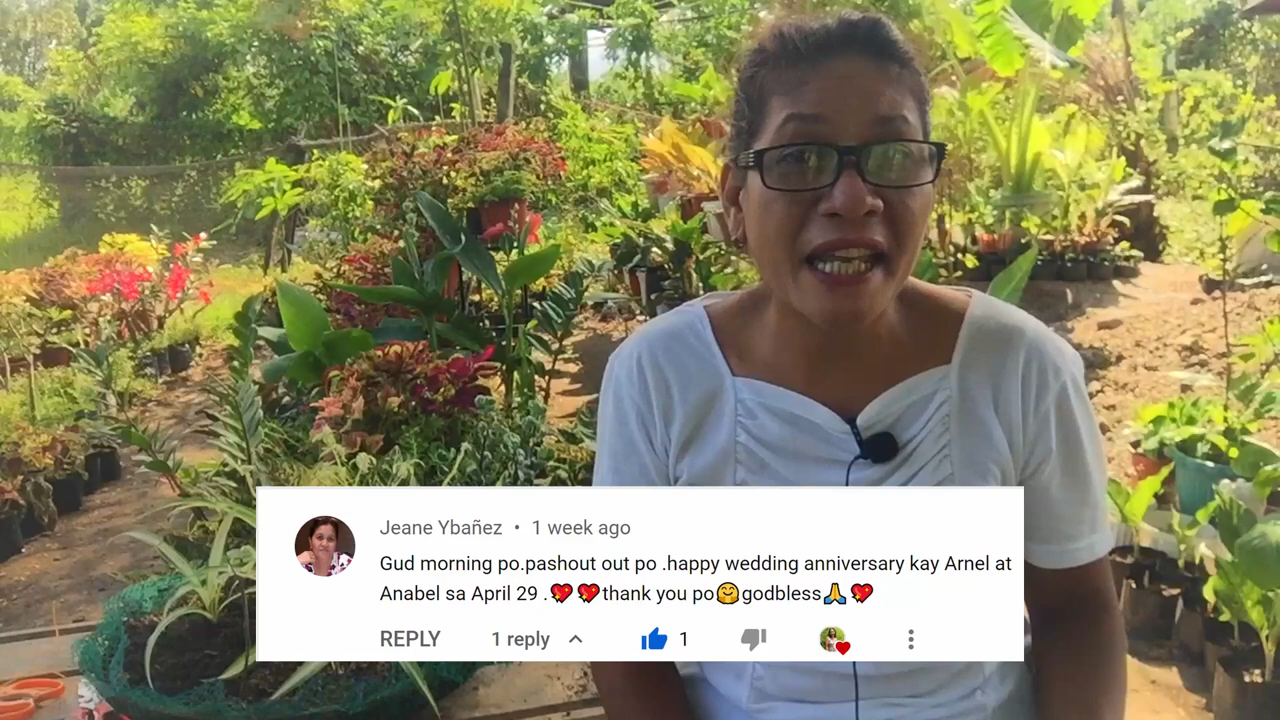 Jeane Ybañez • 1 week ago
Gud morning po.pashout out po .happy wedding anniversary kay Arnel at
Anabel sa April 29 .💖💖thank you po🤗godbless🙏💖
REPLY 1 reply 1